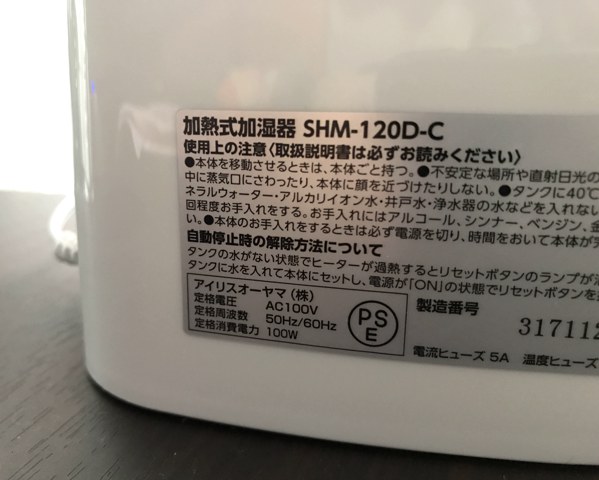 加熱式加湿器 SHM-120D-C
使用上の注意〈取扱説明書は必ずお読みください〉
●本体を移動させるときは、本体ごと持つ。●不安定な場所や直射日光の
中に蒸気口にさわったり、本体に顔を近づけたりしない。●タンクに40℃
ネラルウォーター・アルカリイオン水・井戸水・浄水器の水などを入れない
回程度お手入れをする。お手入れにはアルコール、シンナー、ベンジン、金
い。●本体のお手入れをするときは必ず電源を切り、時間をおいて本体が完
自動停止時の解除方法について
タンクの水がない状態でヒーターが過熱するとリセットボタンのランプが
タンクに水を入れて本体にセットし、電源が「ON」の状態でリセットボタンを
アイリスオーヤマ(株)
定格電圧 AC100V
定格周波数 50Hz/60Hz
定格消費電力 100W
PS
E
製造番号
317112
電流ヒューズ 5A 温度ヒューズ